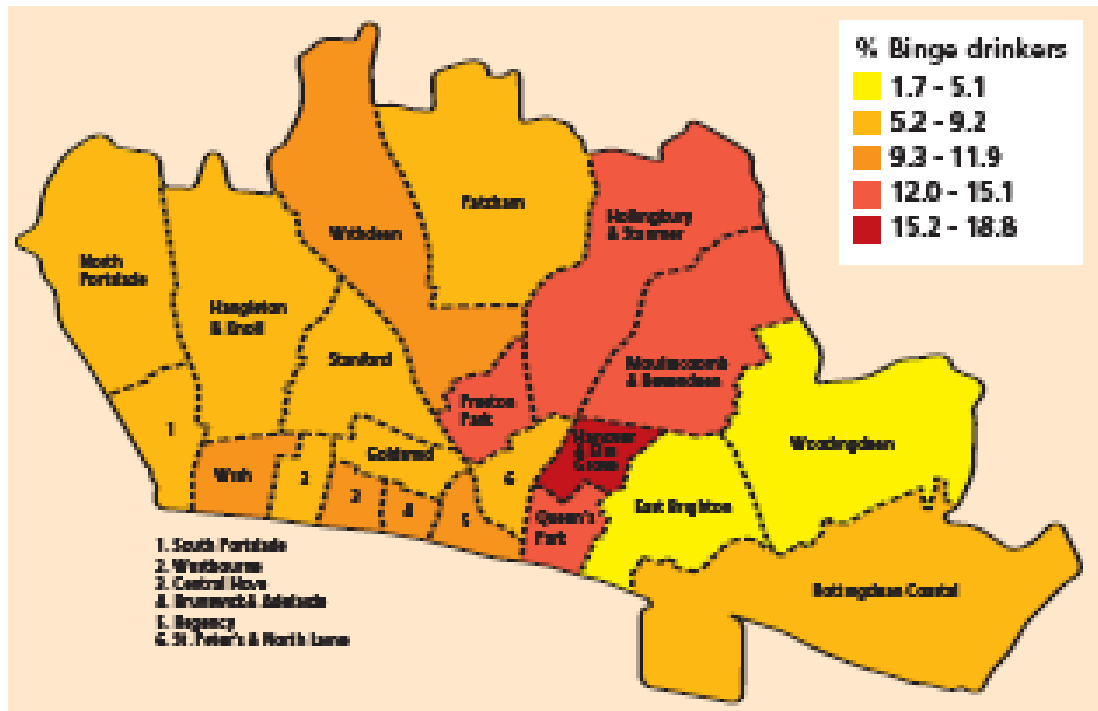 % Binge drinkers
1.7 - 5.1
5.2 - 9.2
9.3 - 11.9
12.0 - 15.1
15.2 - 18.8
Patcham
Hollingbury
& Stanmer
Withdean
North
Portslade
Hangleton
& Knoll
Stanford
Moulsecoomb
& Bevendean
Preston
Park
1
Goldsmid
Hanover
& Elm
Grove
Woodingdean
Wish
2
3
4
5
6
Queen's
Park
East Brighton
Rottingdean Coastal
1. South Portslade
2. Westbourne
3. Central Hove
4. Brunswick & Adelaide
5. Regency
6. St. Peter's & North Laine